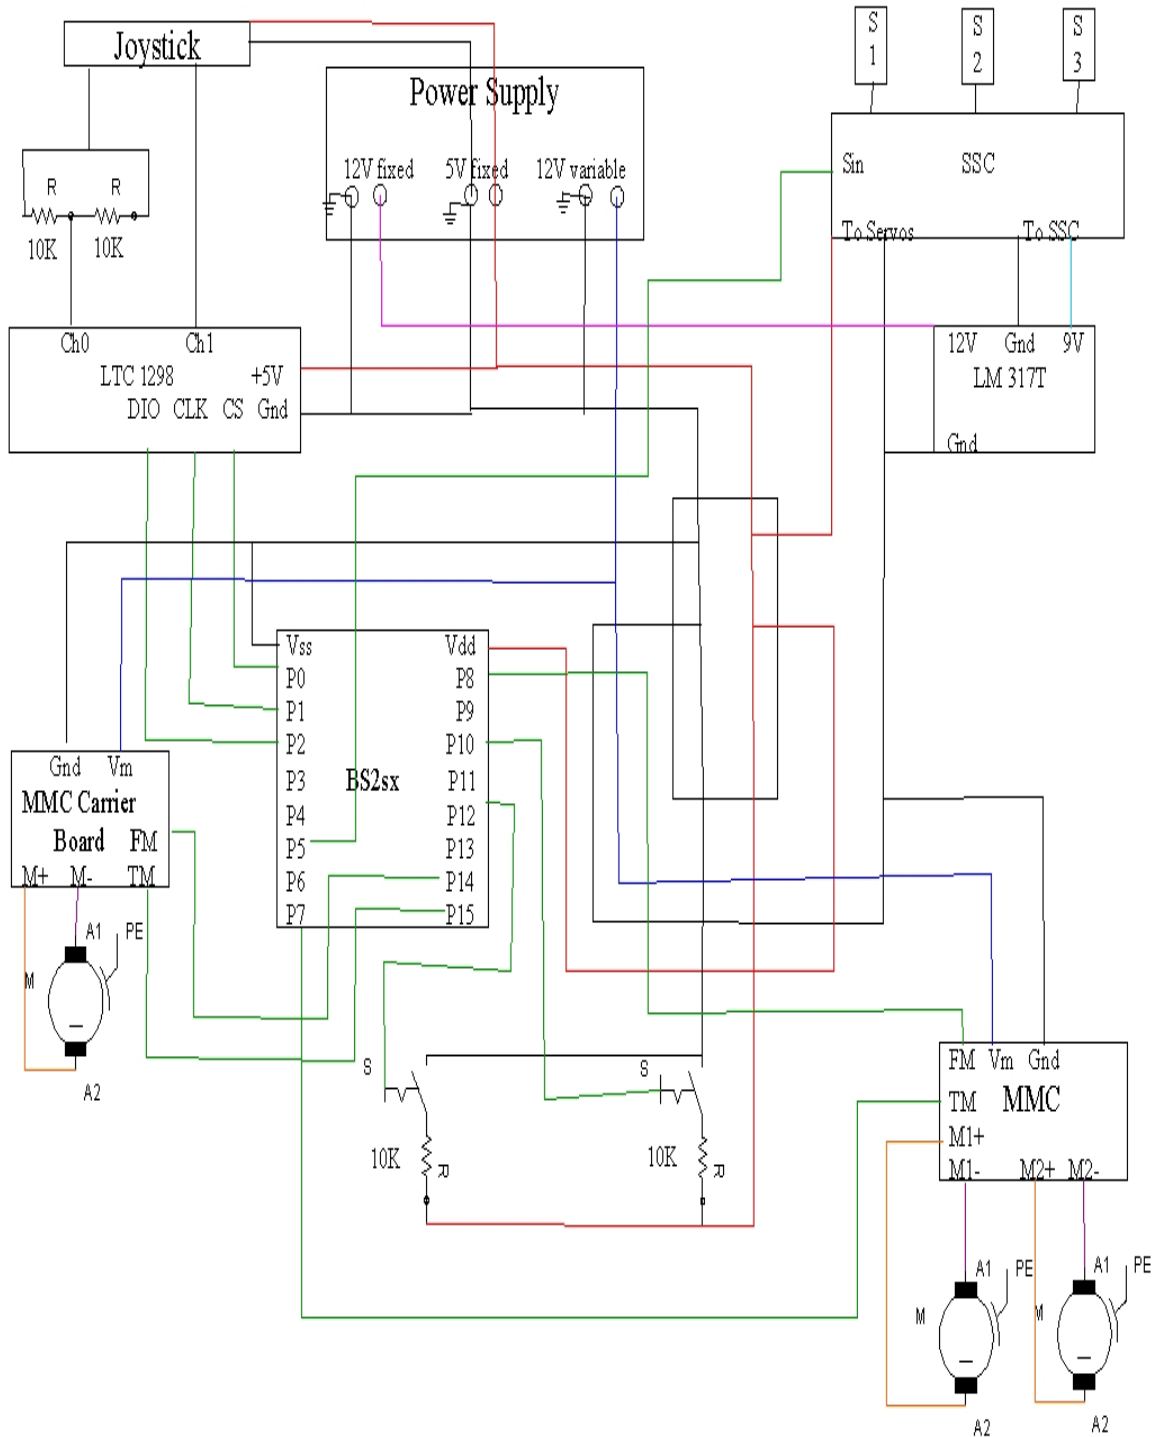 Joystick
Power Supply
12V fixed
5V fixed
12V variable
S
1
S
2
S
3
Sin
SSC
To Servos
To SSC
R
R
10K
10K
Ch0
Ch1
LTC 1298
+5V
DIO
CLK
CS
Gnd
12V
Gnd
9V
LM 317T
Gnd
Vss
P0
P1
P2
P3
P4
P5
P6
P7
BS2sx
Vdd
P8
P9
P10
P11
P12
P13
P14
P15
Gnd
Vm
MMC Carrier
Board
FM
M+
M-
TM
A1
PE
M
A2
S
10K
R
S
10K
R
FM
Vm
Gnd
TM
MMC
M1+
M1-
M2+
M2-
A1
PE
M
A2
A1
PE
M
A2